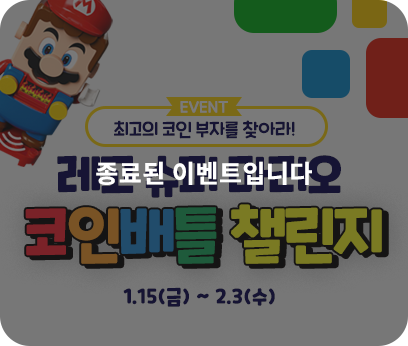 EVENT
최고의 코인 부자를 찾아라!
종료된 이벤트입니다
코인배틀 챌린지
1.15(금) ~ 2.3(수)